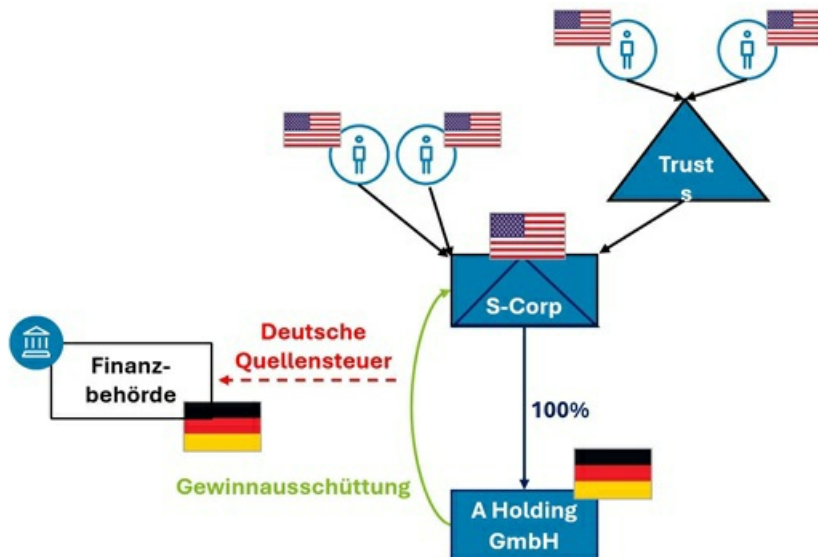 Trust
s
S-Corp
Deutsche
Quellensteuer
Finanz-
behörde
100%
Gewinnausschüttung
A Holding
GmbH